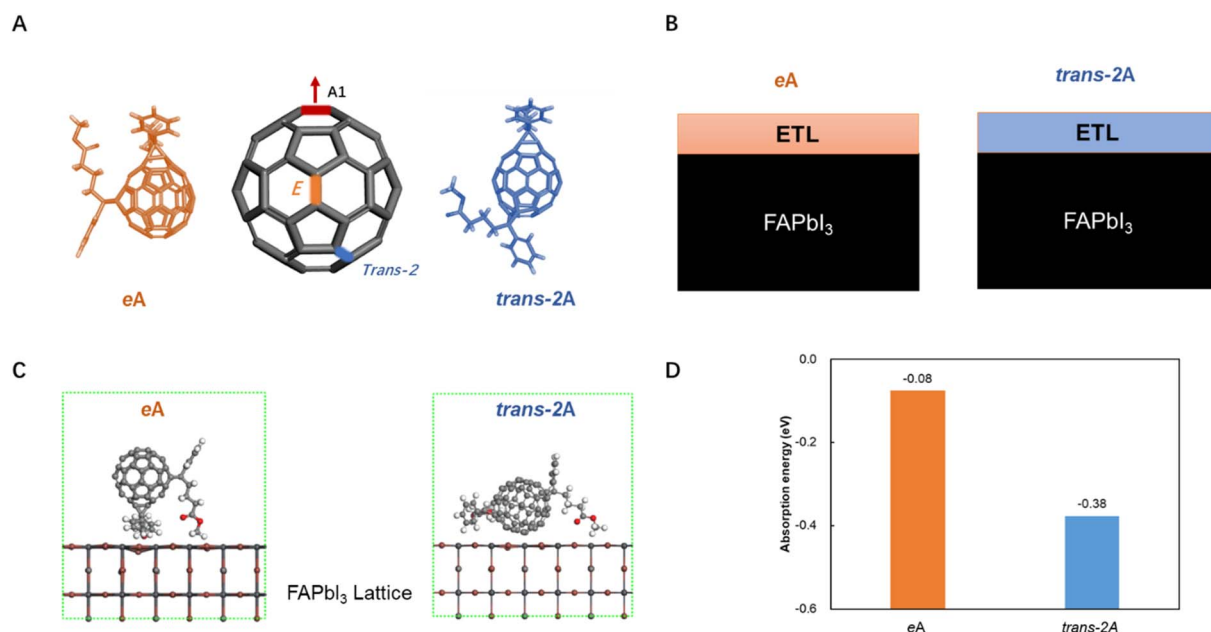 A
A1
E
Trans-2
eA
trans-2A
B
eA
trans-2A
ETL
ETL
FAPbI₃
FAPbI₃
C
eA
trans-2A
FAPbI₃ Lattice
D
Absorption energy (eV)
0.0
-0.2
-0.4
-0.6
-0.08
-0.38
eA
trans-2A